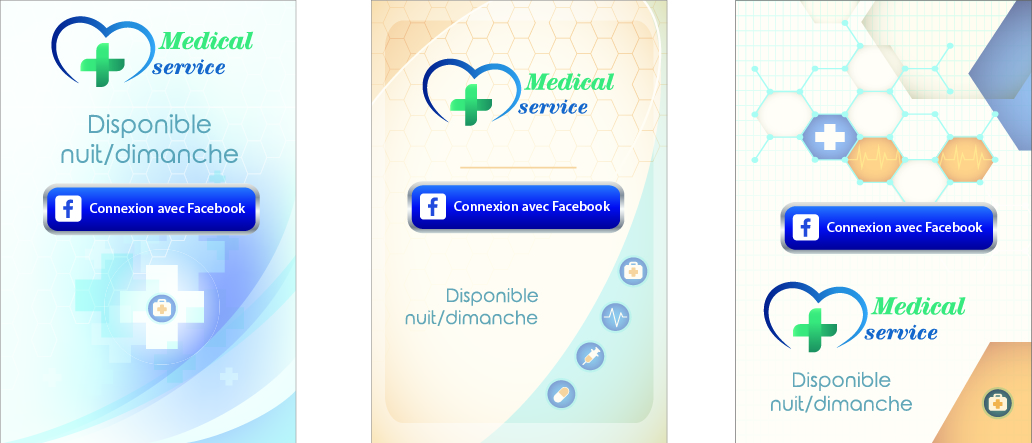 Medical
service
Disponible
nuit/dimanche
Connexion avec Facebook
Medical
service
Connexion avec Facebook
Disponible
nuit/dimanche
Connexion avec Facebook
Medical
service
Disponible
nuit/dimanche